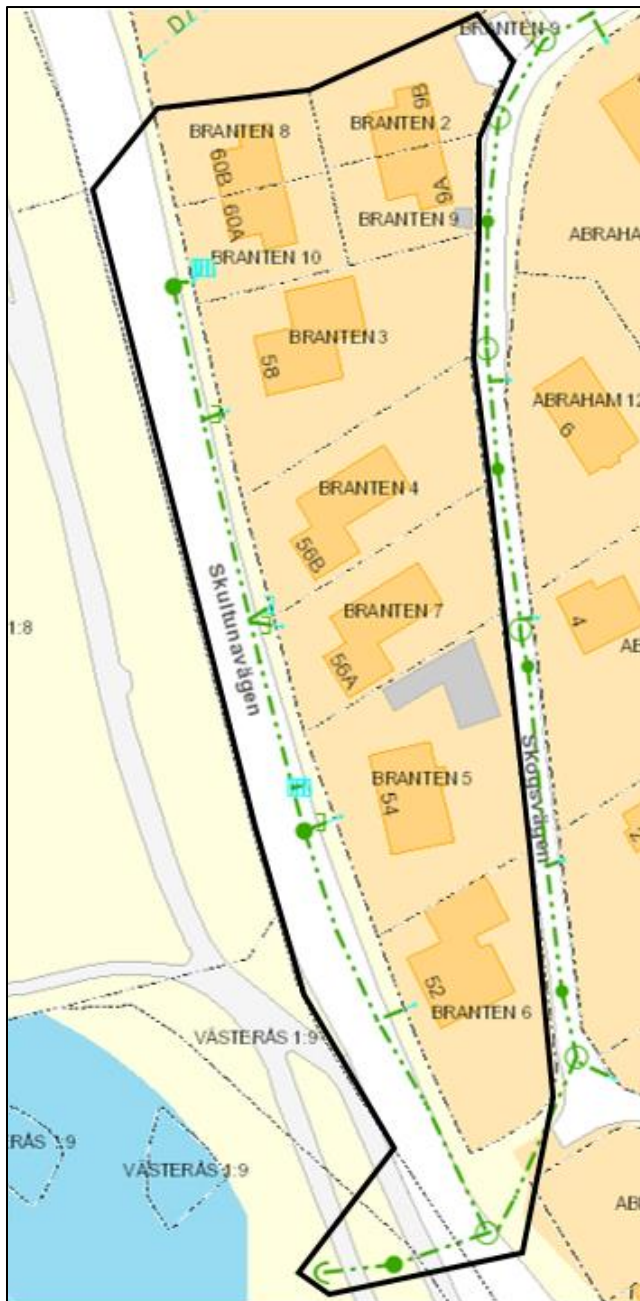 BRANTEN 9
BRANTEN 8
BRANTEN 2
9B
60B 60A
9A
BRANTEN 9
ABRAHA
BRANTEN 10
BRANTEN 3
58
ABRAHAM 12
6
BRANTEN 4
56B
Skultunavägen
BRANTEN 7
4
1:8
56A
AB
Skogsvägen
BRANTEN 5
54
52
BRANTEN 6
VÄSTERÅS 1:9
RÅS 1:9
VÄSTERÅS 1:9
AB